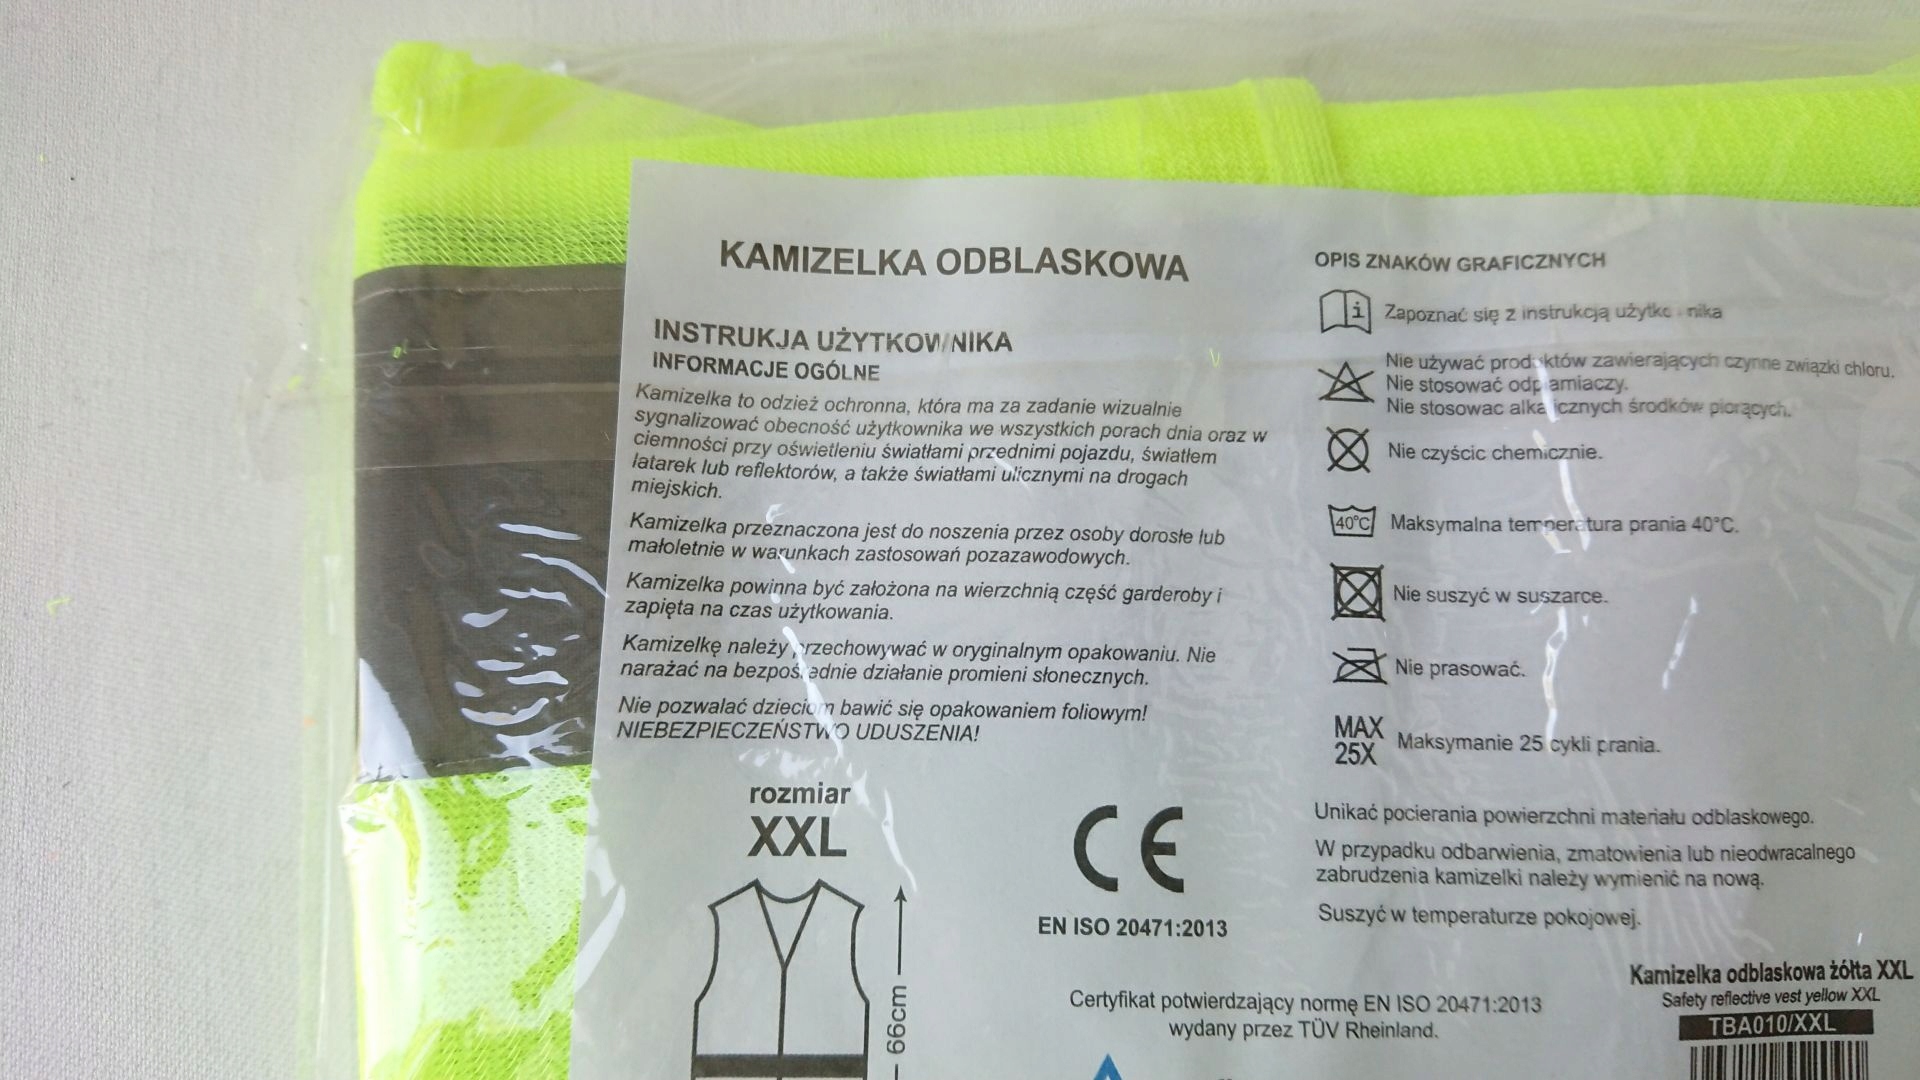 KAMIZELKA ODBLASKOWA
INSTRUKJA UŻYTKOWNIKA
INFORMACJE OGÓLNE
Kamizelka to odzież ochronna, która ma za zadanie wizualnie
sygnalizować obecność użytkownika we wszystkich porach dnia oraz w
ciemności przy oświetleniu światłami przednimi pojazdu, światłem
latarek lub reflektorów, a także światłami ulicznymi na drogach
miejskich.
Kamizelka przeznaczona jest do noszenia przez osoby dorosłe lub
małoletnie w warunkach zastosowań pozazawodowych.
Kamizelka powinna być założona na wierzchnią część garderoby i
zapięta na czas użytkowania.
Kamizelkę należy przechowywać w oryginalnym opakowaniu. Nie
narażać na bezpośrednie działanie promieni słonecznych.
Nie pozwalać dzieciom bawić się opakowaniem foliowym!
NIEBEZPIECZEŃSTWO UDUSZENIA!
rozmiar
XXL
66cm
CE
EN ISO 20471:2013
Certyfikat potwierdzający normę EN ISO 20471:2013
wydany przez TÜV Rheinland.
OPIS ZNAKÓW GRAFICZNYCH
i Zapoznać się z instrukcją użytkownika
Nie używać produktów zawierających czynne związki chloru.
Nie stosować odplamiaczy.
Nie stosowac alkalicznych środków piorących.
Nie czyścic chemicznie.
40°C Maksymalna temperatura prania 40°C.
Nie suszyć w suszarce.
Nie prasować.
MAX
25X Maksymanie 25 cykli prania.
Unikać pocierania powierzchni materiału odblaskowego.
W przypadku odbarwienia, zmatowienia lub nieodwracalnego
zabrudzenia kamizelki należy wymienić na nową.
Suszyć w temperaturze pokojowej.
Kamizelka odblaskowa żółta XXL
Safety reflective vest yellow XXL
TBA010/XXL